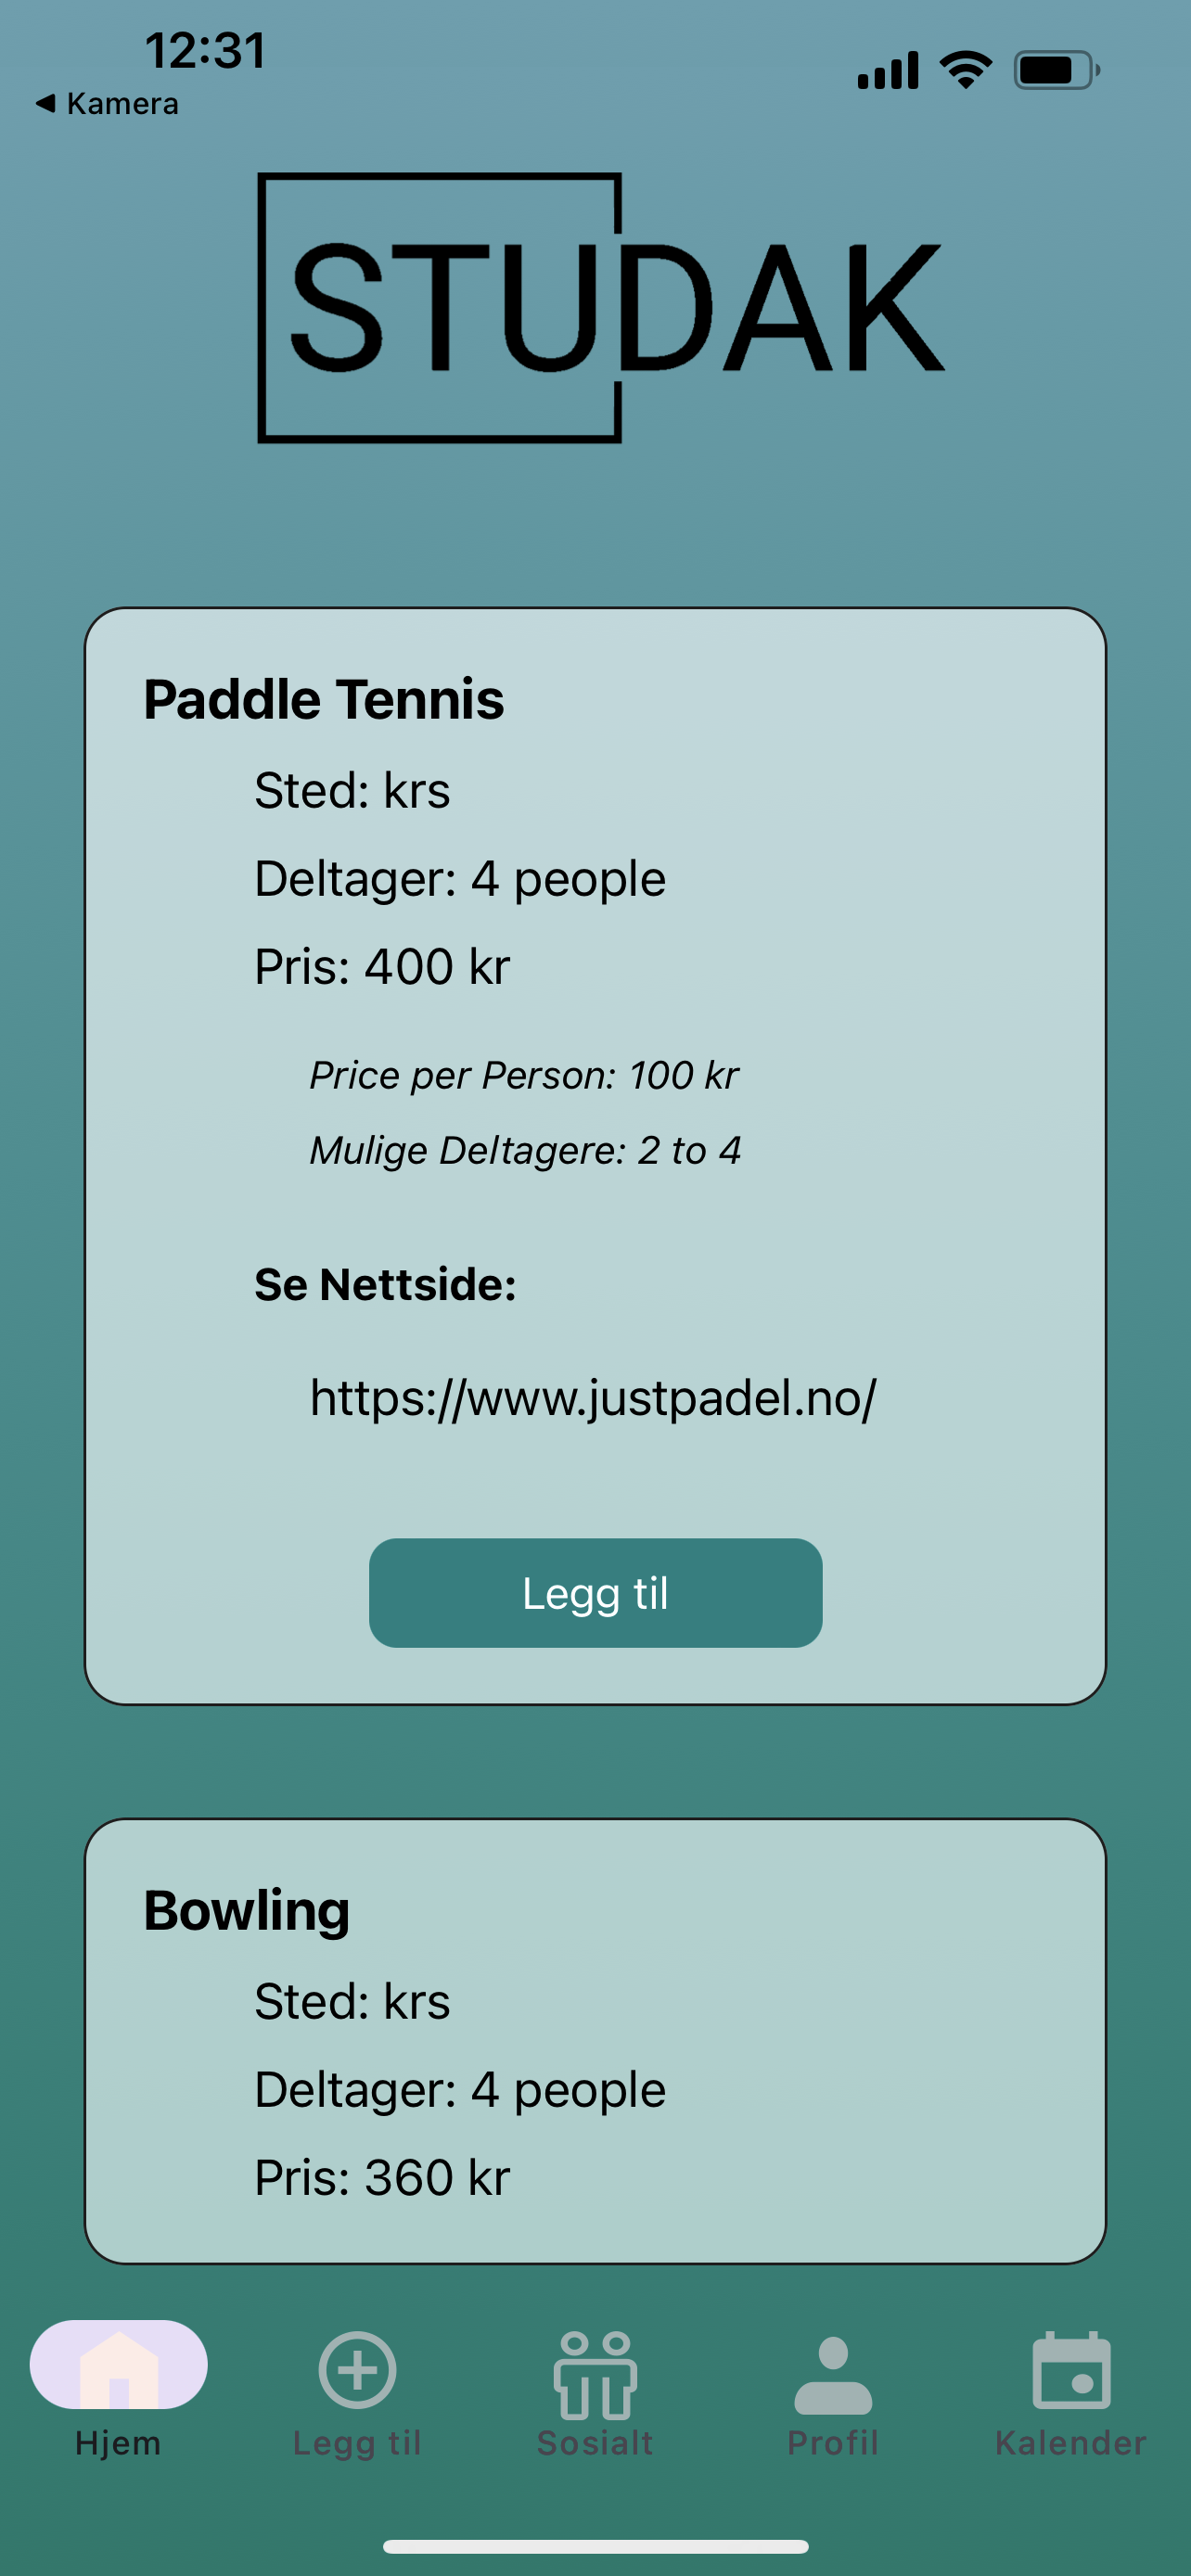 12:31
◀ Kamera
STUDAK
Paddle Tennis
Sted: krs
Deltager: 4 people
Pris: 400 kr
Price per Person: 100 kr
Mulige Deltagere: 2 to 4
Se Nettside:
https://www.justpadel.no/
Legg til
Bowling
Sted: krs
Deltager: 4 people
Pris: 360 kr
Hjem Legg til Sosialt Profil Kalender